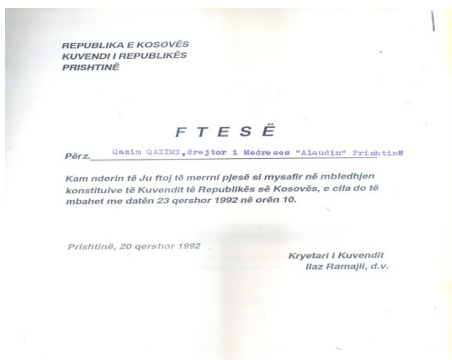 REPUBLIKA E KOSOVËS
KUVENDI I REPUBLIKËS
PRISHTINË
FTESË
Përz. Qazim QAZIMI,drejtor i Medreses "Alaudin" Prishtinë
Kam nderin të Ju ftoj të merrni pjesë si mysafir në mbledhjen
konstituive të Kuvendit të Republikës së Kosovës, e cila do të
mbahet me datën 23 qershor 1992 në orën 10.
Prishtinë, 20 qershor 1992
Kryetari i Kuvendit
Ilaz Ramajli, d.v.